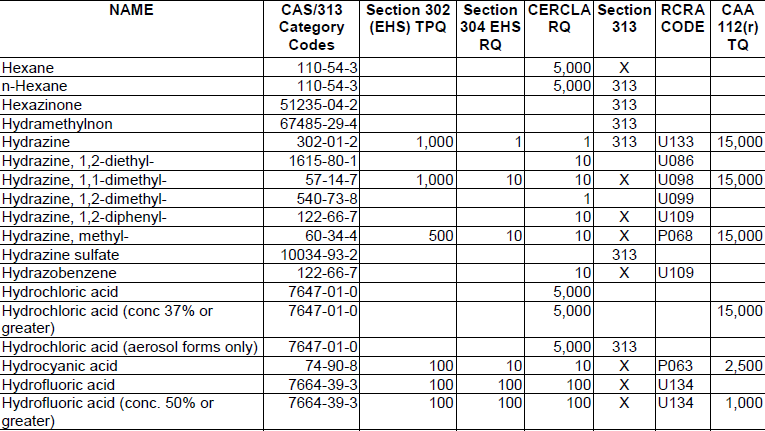 NAME CAS/313 Category Codes Section 302 (EHS) TPQ Section 304 EHS RQ CERCLA RQ Section 313 RCRA CODE CAA 112(r) TQ
Hexane 110-54-3 5,000 X
n-Hexane 110-54-3 5,000 313
Hexazinone 51235-04-2 313
Hydramethylnon 67485-29-4 313
Hydrazine 302-01-2 1,000 1 1 313 U133 15,000
Hydrazine, 1,2-diethyl- 1615-80-1 10 U086
Hydrazine, 1,1-dimethyl- 57-14-7 1,000 10 10 X U098 15,000
Hydrazine, 1,2-dimethyl- 540-73-8 1 U099
Hydrazine, 1,2-diphenyl- 122-66-7 10 X U109
Hydrazine, methyl- 60-34-4 500 10 10 X P068 15,000
Hydrazine sulfate 10034-93-2 313
Hydrazobenzene 122-66-7 10 X U109
Hydrochloric acid 7647-01-0 5,000
Hydrochloric acid (conc 37% or 7647-01-0 5,000 15,000
greater)
Hydrochloric acid (aerosol forms only) 7647-01-0 5,000 313
Hydrocyanic acid 74-90-8 100 10 10 X P063 2,500
Hydrofluoric acid 7664-39-3 100 100 100 X U134
Hydrofluoric acid (conc. 50% or 7664-39-3 100 100 100 X U134 1,000
greater)